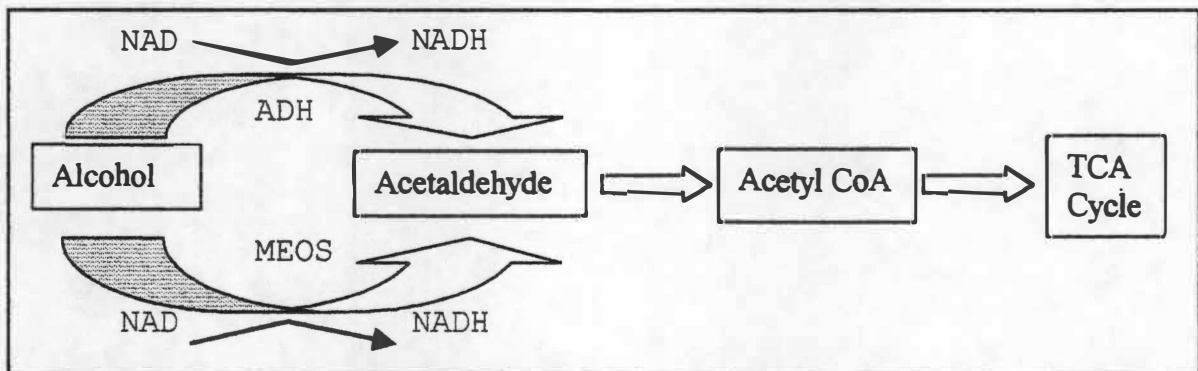 NAD NADH
ADH
Alcohol
Acetaldehyde
Acetyl CoA
TCA
Cycle
MEOS
NAD NADH